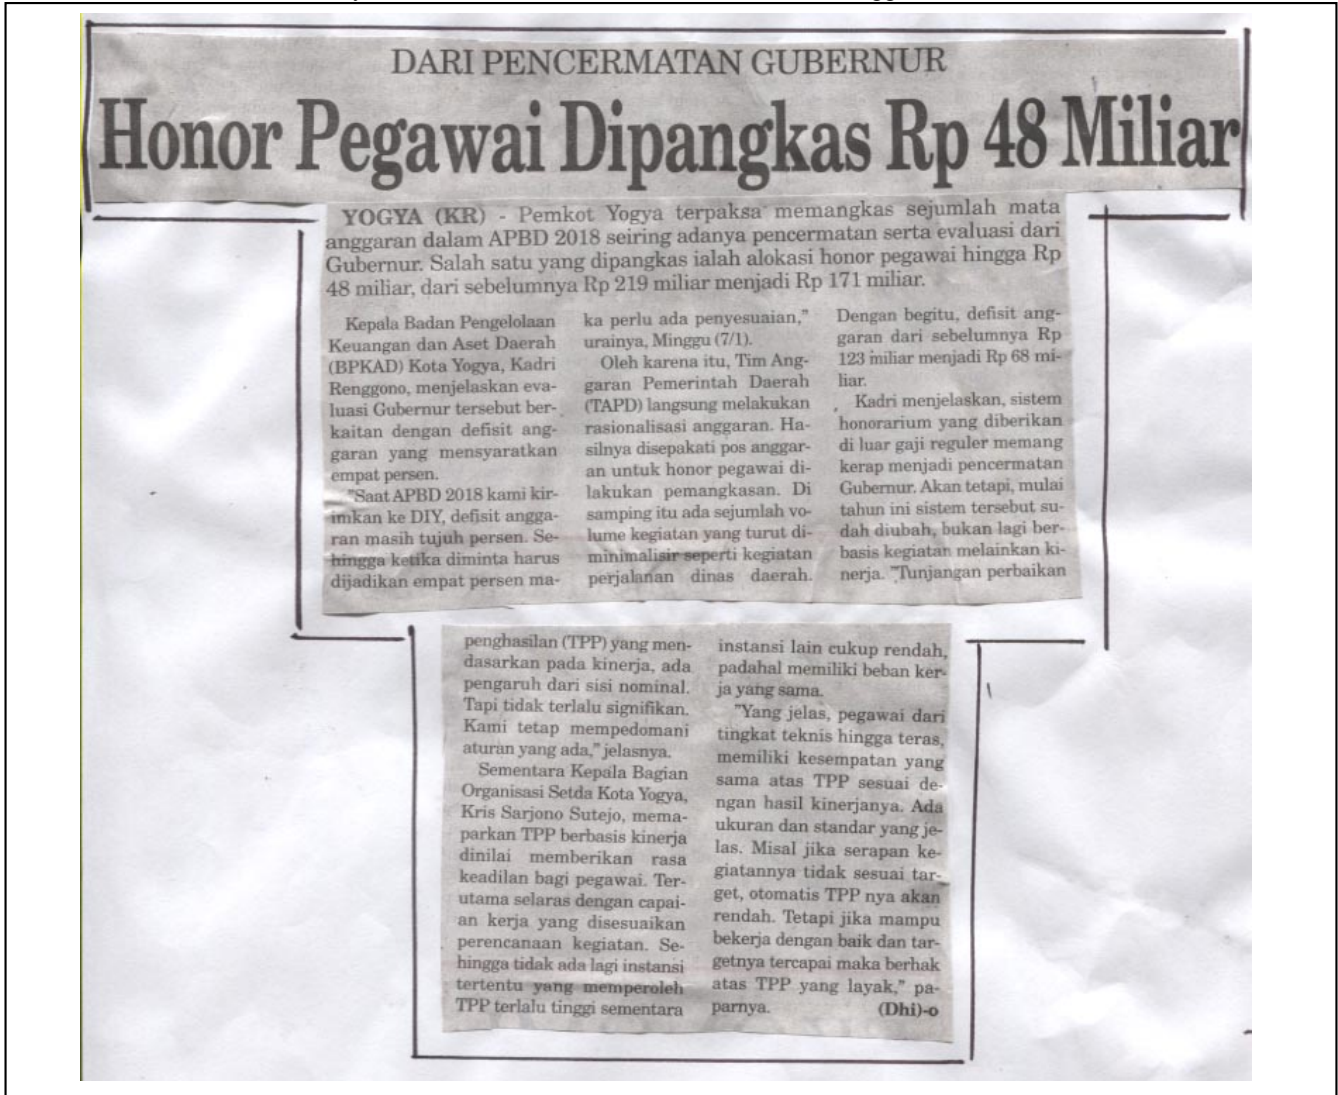 DARI PENCERMATAN GUBERNUR
Honor Pegawai Dipangkas Rp 48 Miliar
YOGYA (KR) - Pemkot Yogya terpaksa memangkas sejumlah mata
anggaran dalam APBD 2018 seiring adanya pencermatan serta evaluasi dari
Gubernur. Salah satu yang dipangkas ialah alokasi honor pegawai hingga Rp
48 miliar, dari sebelumnya Rp 219 miliar menjadi Rp 171 miliar.
Kepala Badan Pengelolaan
Keuangan dan Aset Daerah
(BPKAD) Kota Yogya, Kadri
Renggono, menjelaskan eva-
luasi Gubernur tersebut ber-
kaitan dengan defisit ang-
garan yang mensyaratkan
empat persen.
"Saat APBD 2018 kami kir-
imkan ke DIY, defisit angga-
ran masih tujuh persen. Se-
hingga ketika diminta harus
dijadikan empat persen ma-
ka perlu ada penyesuaian,"
urainya, Minggu (7/1).
Oleh karena itu, Tim Ang-
garan Pemerintah Daerah
(TAPD) langsung melakukan
rasionalisasi anggaran. Ha-
silnya disepakati pos anggar-
an untuk honor pegawai di-
lakukan pemangkasan. Di
samping itu ada sejumlah vo-
lume kegiatan yang turut di-
minimalisir seperti kegiatan
perjalanan dinas daerah.
Dengan begitu, defisit ang-
garan dari sebelumnya Rp
123 miliar menjadi Rp 68 mi-
liar.
Kadri menjelaskan, sistem
honorarium yang diberikan
di luar gaji reguler memang
kerap menjadi pencermatan
Gubernur. Akan tetapi, mulai
tahun ini sistem tersebut su-
dah diubah, bukan lagi ber-
basis kegiatan melainkan ki-
nerja. "Tunjangan perbaikan
penghasilan (TPP) yang men-
dasarkan pada kinerja, ada
pengaruh dari sisi nominal.
Tapi tidak terlalu signifikan.
Kami tetap mempedomani
aturan yang ada," jelasnya.
Sementara Kepala Bagian
Organisasi Setda Kota Yogya,
Kris Sarjono Sutejo, mema-
parkan TPP berbasis kinerja
dinilai memberikan rasa
keadilan bagi pegawai. Ter-
utama selaras dengan capai-
an kerja yang disesuaikan
perencanaan kegiatan. Se-
hingga tidak ada lagi instansi
tertentu yang memperoleh
TPP terlalu tinggi sementara
instansi lain cukup rendah,
padahal memiliki beban ker-
ja yang sama.
"Yang jelas, pegawai dari
tingkat teknis hingga teras,
memiliki kesempatan yang
sama atas TPP sesuai de-
ngan hasil kinerjanya. Ada
ukuran dan standar yang je-
las. Misal jika serapan ke-
giatannya tidak sesuai tar-
get, otomatis TPP nya akan
rendah. Tetapi jika mampu
bekerja dengan baik dan tar-
getnya tercapai maka berhak
atas TPP yang layak," pa-
parnya. (Dhi)-o